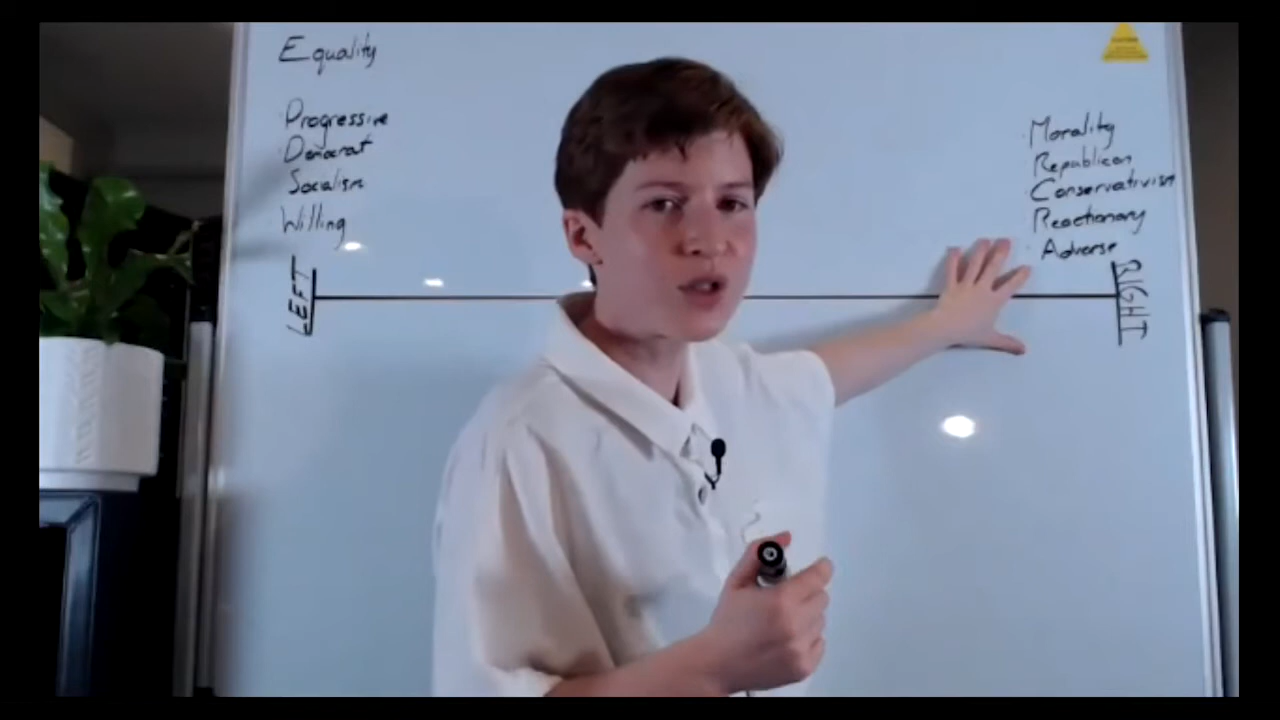 Equality
Progressive
Democrat
Socialism
Willing
LEFT
Morality
Republican
Conservativism
Reactionary
Adverse
RIGHT